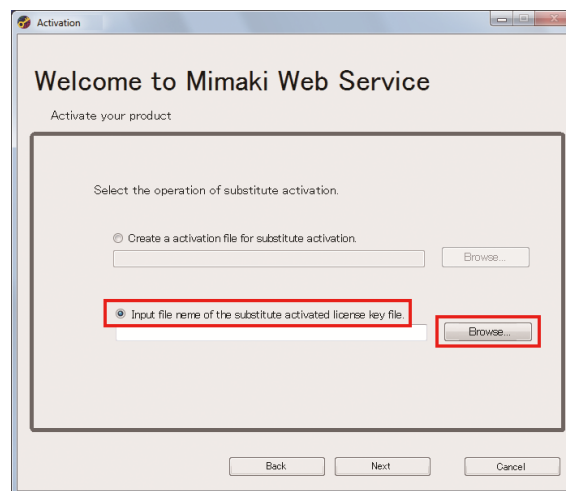 Activation
Welcome to Mimaki Web Service
Activate your product
Select the operation of substitute activation.
Create a activation file for substitute activation.
Browse...
Input file neme of the substitute activated license key file.
Browse...
Back Next Cancel